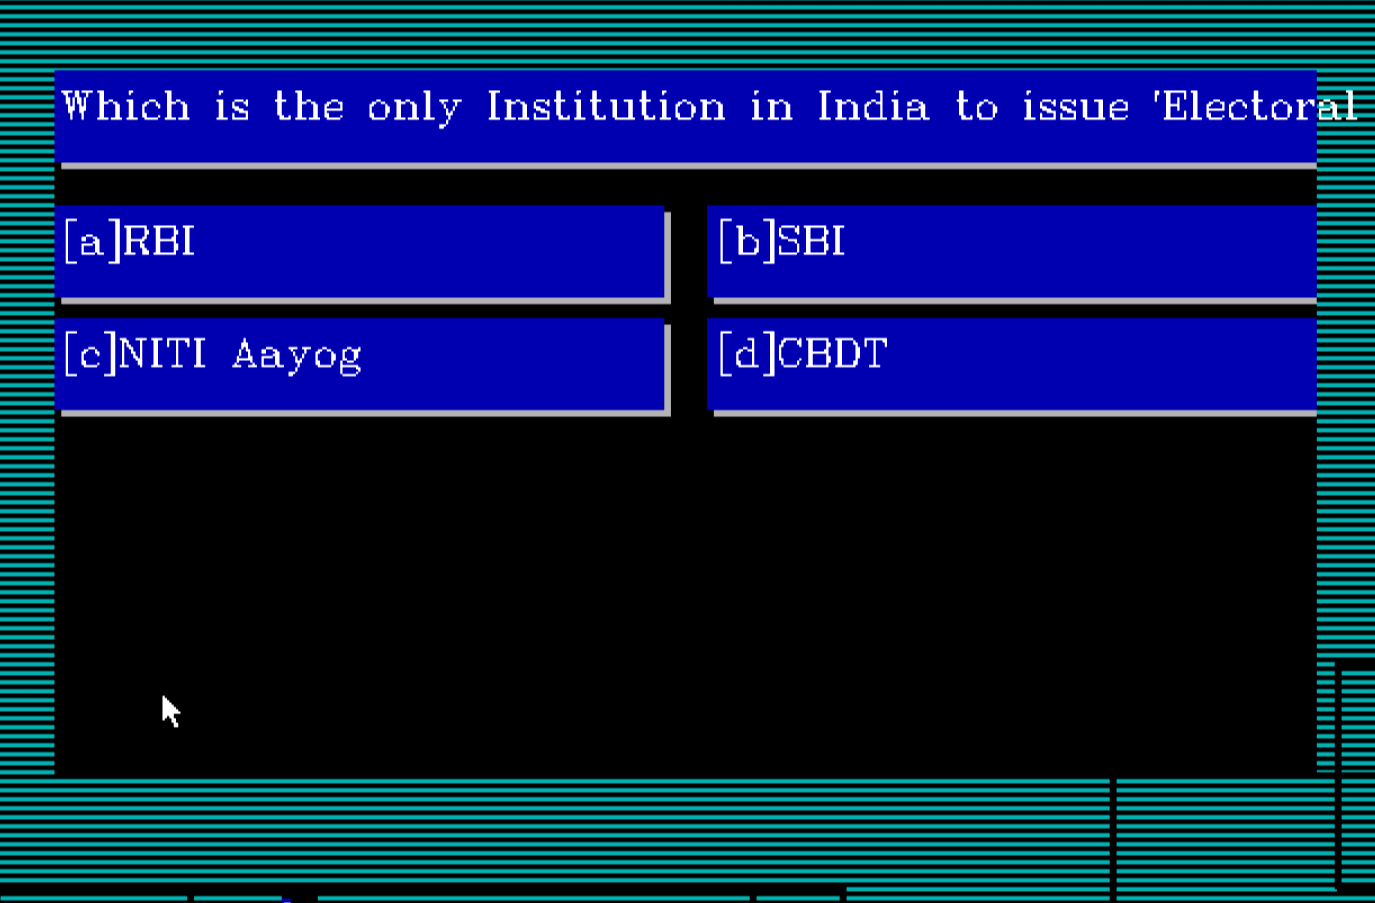 Which is the only Institution in India to issue 'Electoral
[a]RBI
[b]SBI
[c]NITI Aayog
[d]CBDT